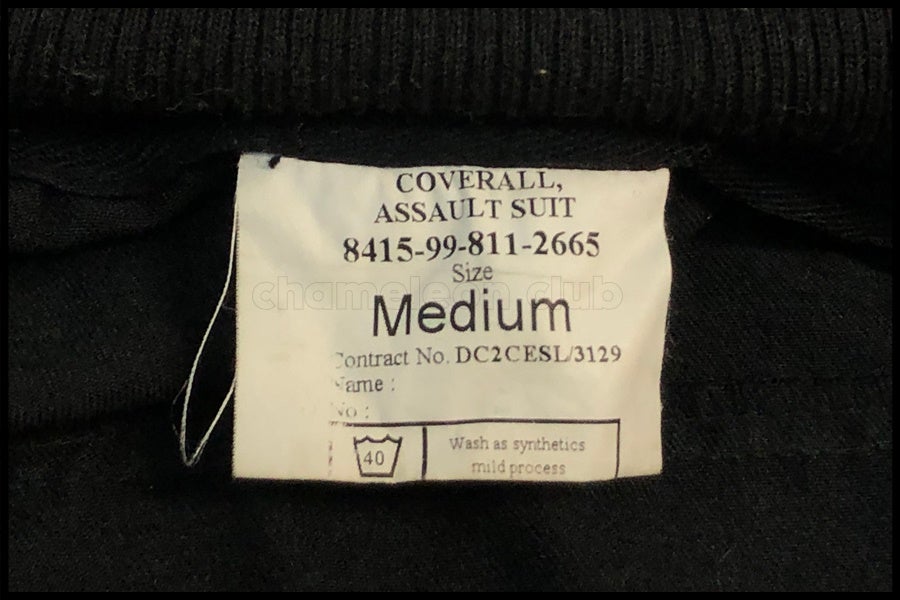 COVERALL,
ASSAULT SUIT
8415-99-811-2665
Size
chameleon club
Medium
Contract No. DC2CESL/3129
Name :
No :
40
Wash as synthetics
mild process